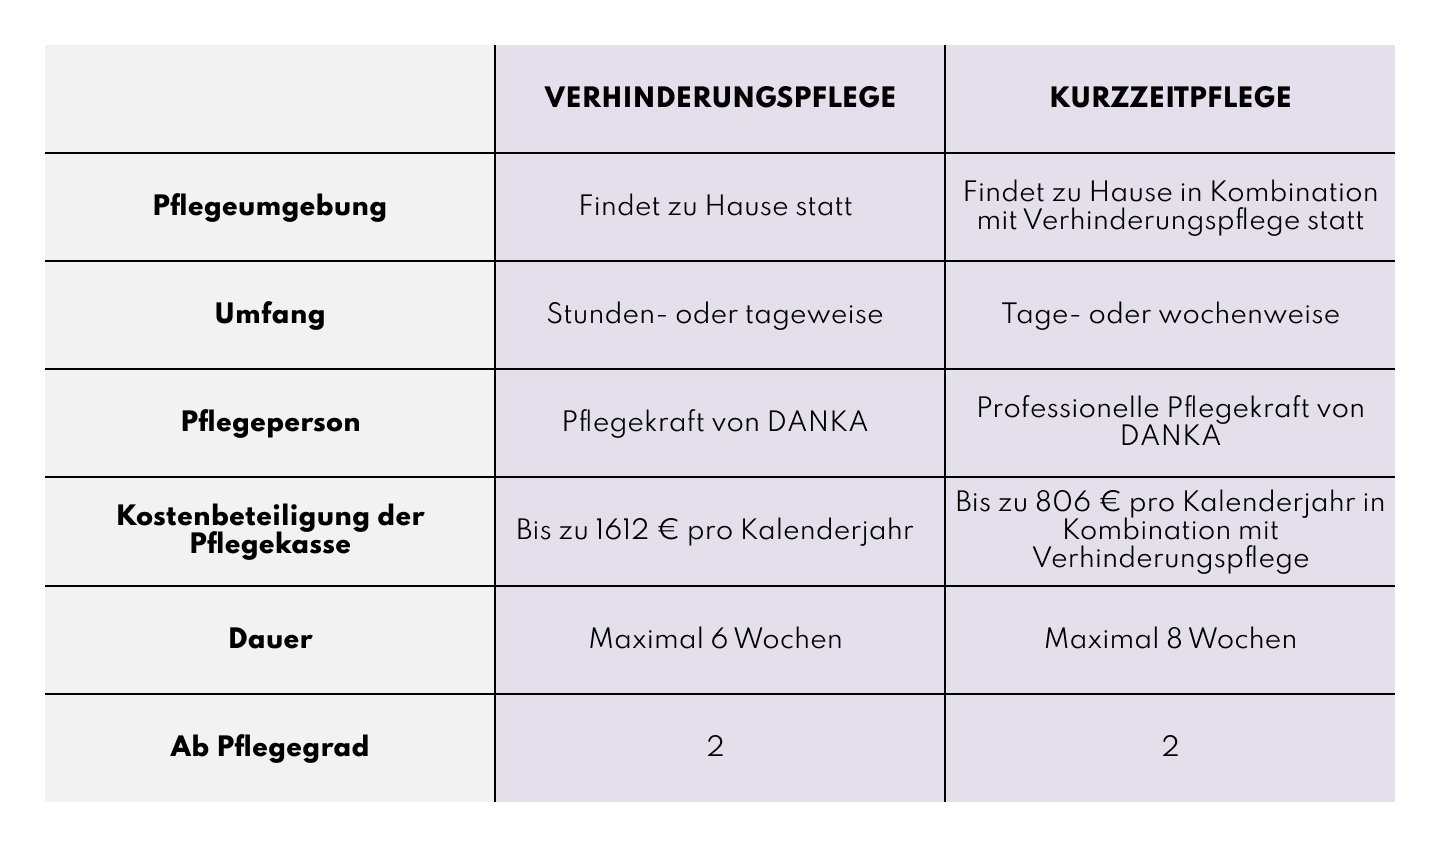 VERHINDERUNGSPFLEGE
KURZZEITPFLEGE
Pflegeumgebung
Findet zu Hause statt
Findet zu Hause in Kombination
mit Verhinderungspflege statt
Umfang
Stunden- oder tageweise
Tage- oder wochenweise
Pflegeperson
Pflegekraft von DANKA
Professionelle Pflegekraft von
DANKA
Kostenbeteiligung der
Pflegekasse
Bis zu 1612 € pro Kalenderjahr
Bis zu 806 € pro Kalenderjahr in
Kombination mit
Verhinderungspflege
Dauer
Maximal 6 Wochen
Maximal 8 Wochen
Ab Pflegegrad
2
2